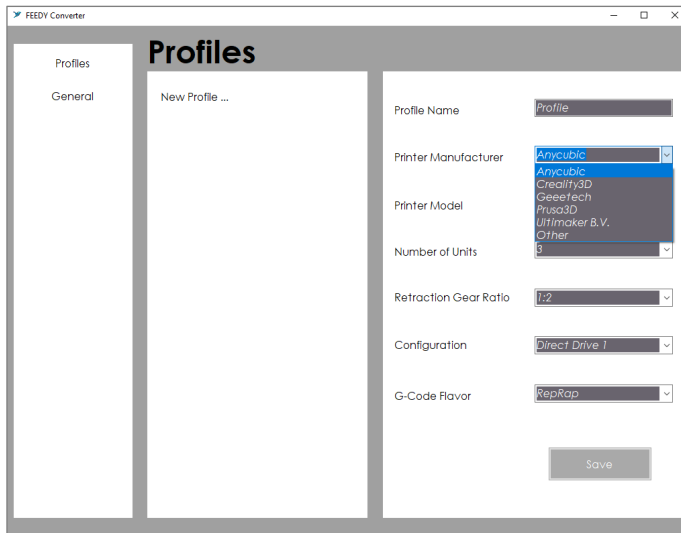 FEEDY Converter
Profiles
General
Profiles
New Profile ...
Profile Name
Profile
Printer Manufacturer
Anycubic
Anycubic
Creality3D
Geeetech
Prusa3D
Ultimaker B.V.
Other
Printer Model
Number of Units
3
Retraction Gear Ratio
1:2
Configuration
Direct Drive 1
G-Code Flavor
RepRap
Save